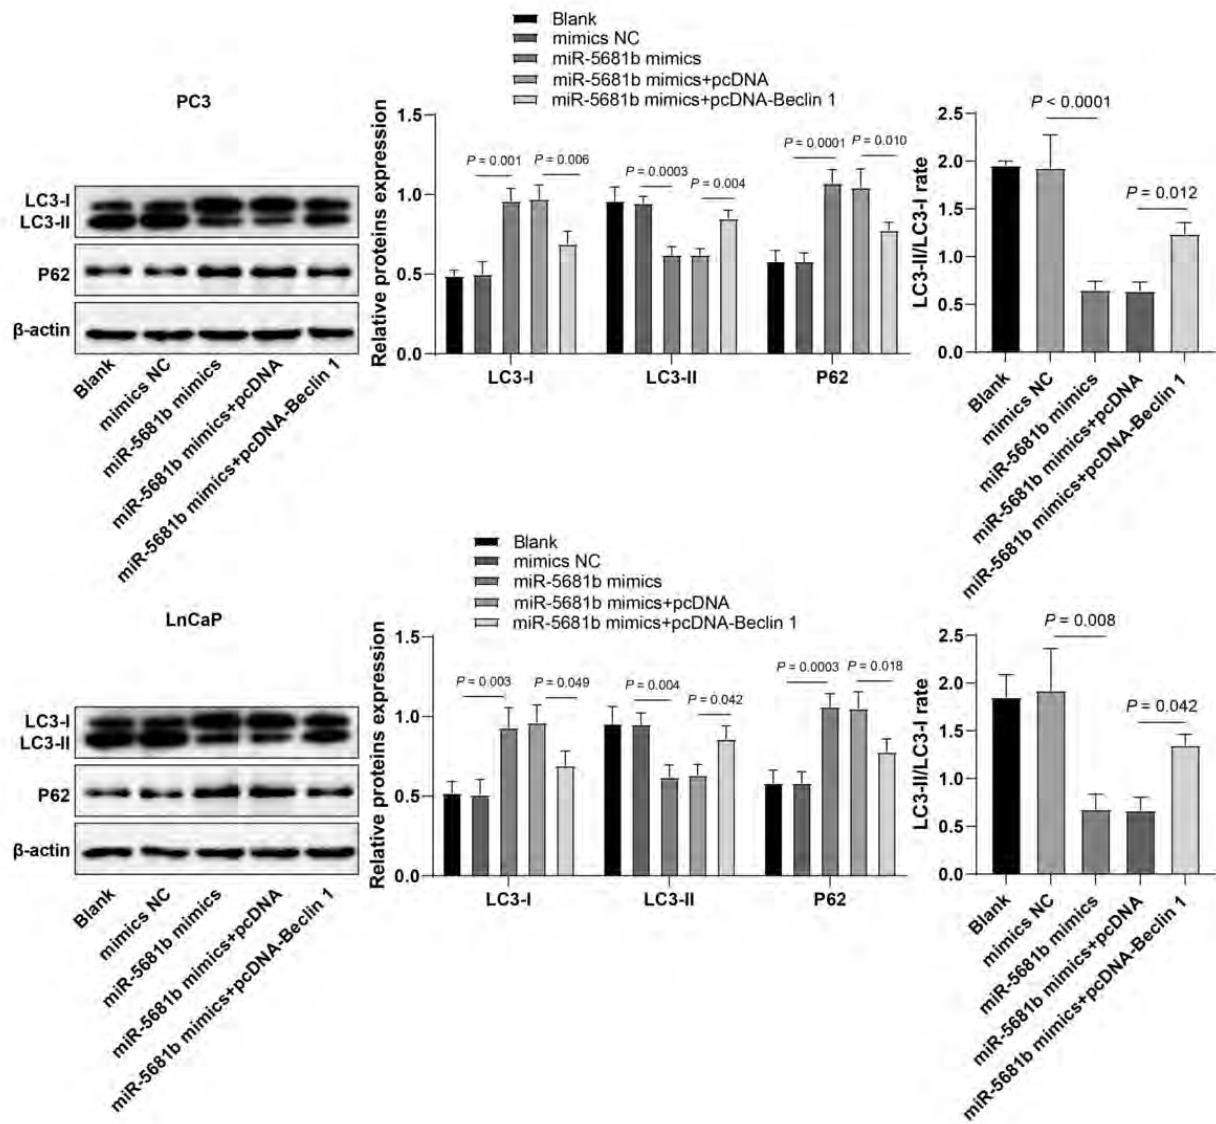 Blank
mimics NC
miR-5681b mimics
miR-5681b mimics+pcDNA
miR-5681b mimics+pcDNA-Beclin 1
PC3
LC3-I
LC3-II
P62
β-actin
Blank
mimics NC
miR-5681b mimics
miR-5681b mimics+pcDNA
miR-5681b mimics+pcDNA-Beclin 1
Relative proteins expression
1.5
1.0
0.5
0.0
P = 0.001
P = 0.006
P = 0.0003
P = 0.004
P = 0.0001
P = 0.010
LC3-I
LC3-II
P62
LC3-II/LC3-I rate
2.5
2.0
1.5
1.0
0.5
0.0
P < 0.0001
P = 0.012
Blank
mimics NC
miR-5681b mimics
miR-5681b mimics+pcDNA
miR-5681b mimics+pcDNA-Beclin 1
Blank
mimics NC
miR-5681b mimics
miR-5681b mimics+pcDNA
miR-5681b mimics+pcDNA-Beclin 1
LnCaP
LC3-I
LC3-II
P62
β-actin
Blank
mimics NC
miR-5681b mimics
miR-5681b mimics+pcDNA
miR-5681b mimics+pcDNA-Beclin 1
Relative proteins expression
1.5
1.0
0.5
0.0
P = 0.003
P = 0.049
P = 0.004
P = 0.042
P = 0.0003
P = 0.018
LC3-I
LC3-II
P62
LC3-II/LC3-I rate
2.5
2.0
1.5
1.0
0.5
0.0
P = 0.008
P = 0.042
Blank
mimics NC
miR-5681b mimics
miR-5681b mimics+pcDNA
miR-5681b mimics+pcDNA-Beclin 1